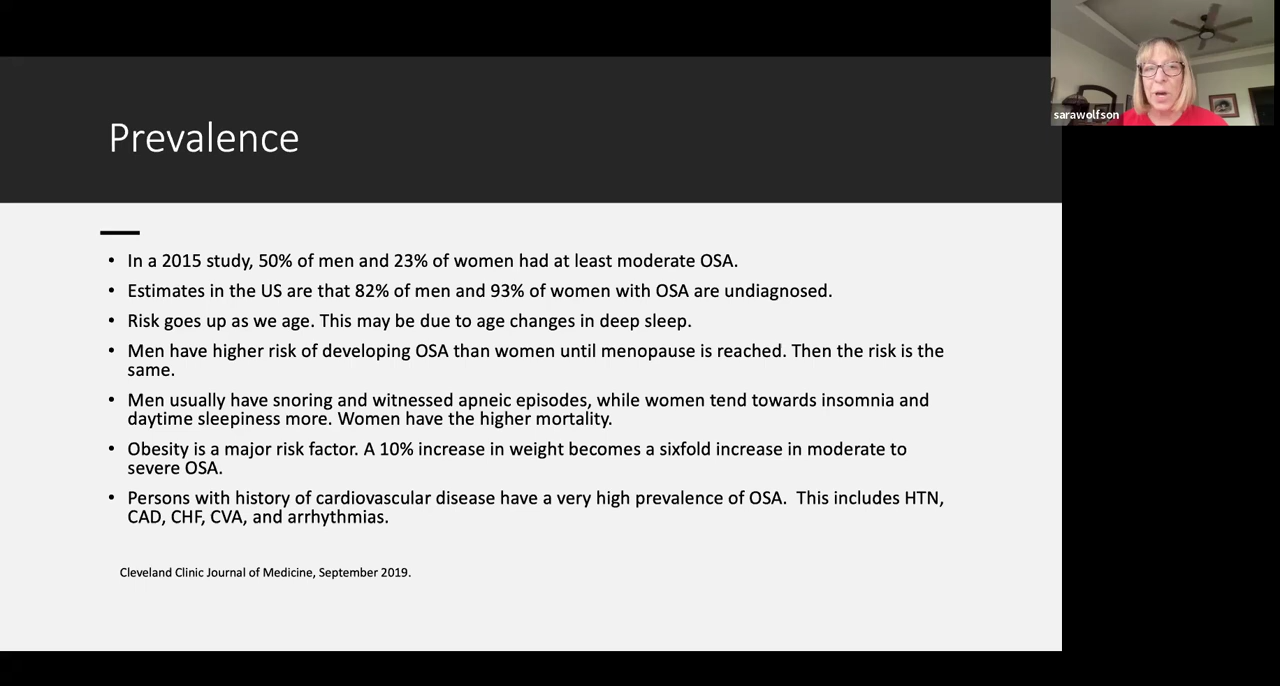 sarawolfson
Prevalence
• In a 2015 study, 50% of men and 23% of women had at least moderate OSA.
• Estimates in the US are that 82% of men and 93% of women with OSA are undiagnosed.
• Risk goes up as we age. This may be due to age changes in deep sleep.
• Men have higher risk of developing OSA than women until menopause is reached. Then the risk is the
same.
• Men usually have snoring and witnessed apneic episodes, while women tend towards insomnia and
daytime sleepiness more. Women have the higher mortality.
• Obesity is a major risk factor. A 10% increase in weight becomes a sixfold increase in moderate to
severe OSA.
• Persons with history of cardiovascular disease have a very high prevalence of OSA.  This includes HTN,
CAD, CHF, CVA, and arrhythmias.
Cleveland Clinic Journal of Medicine, September 2019.